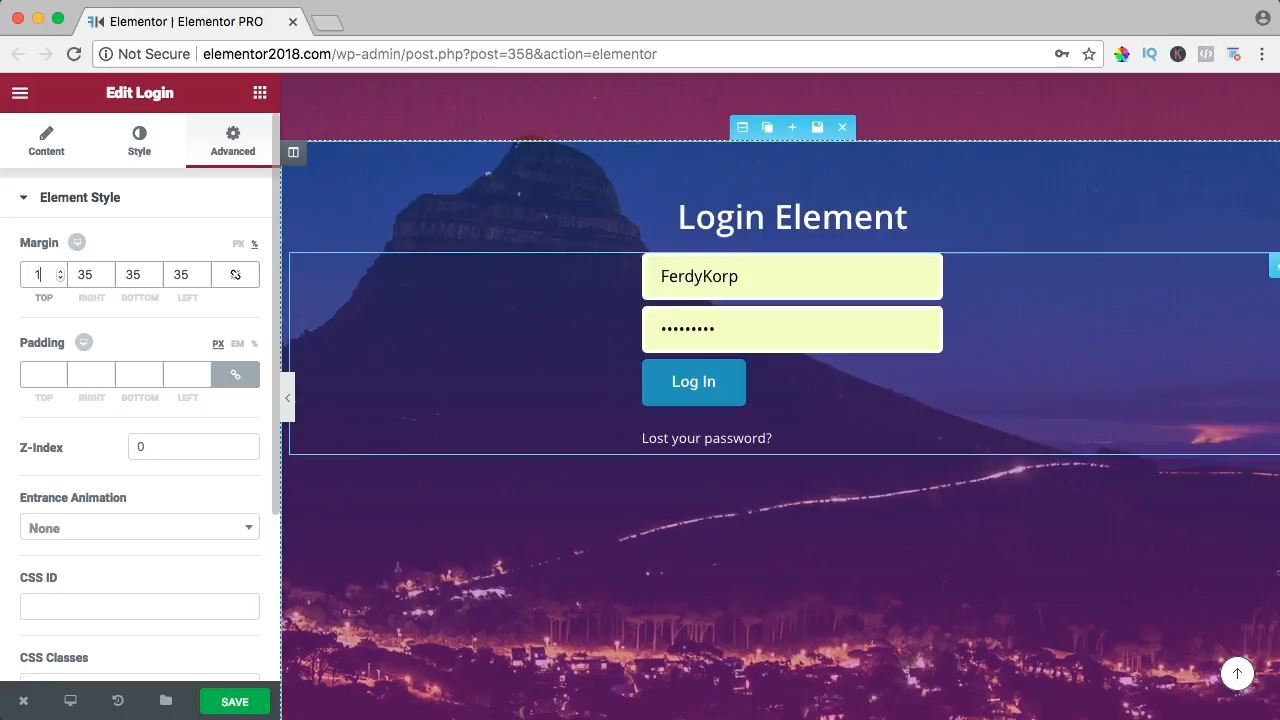 Elementor | Elementor PRO
Not Secure elementor2018.com/wp-admin/post.php?post=358&action=elementor
Edit Login
Content Style Advanced
Element Style
Margin PX %
1 35 35 35
TOP RIGHT BOTTOM LEFT
Padding PX EM %
TOP RIGHT BOTTOM LEFT
Z-Index 0
Entrance Animation
None
CSS ID
CSS Classes
SAVE
Login Element
FerdyKorp
•••••••••
Log In
Lost your password?